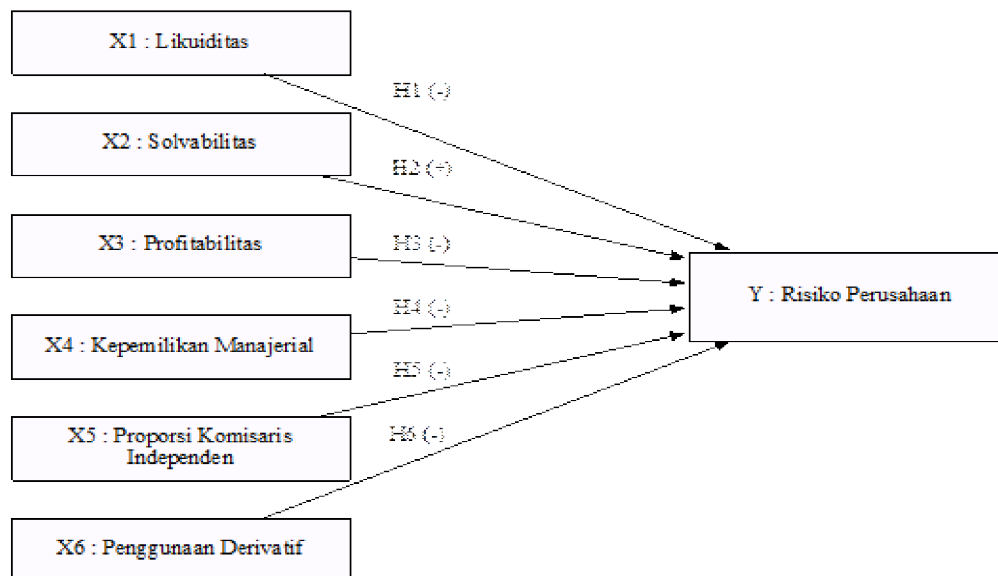 X1 : Likuiditas
H1 (-)
X2 : Solvabilitas
H2 (+)
X3 : Profitabilitas
H3 (-)
Y : Risiko Perusahaan
H4 (-)
X4 : Kepemilikan Manajerial
H5 (-)
X5 : Proporsi Komisaris
Independen
H6 (-)
X6 : Penggunaan Derivatif